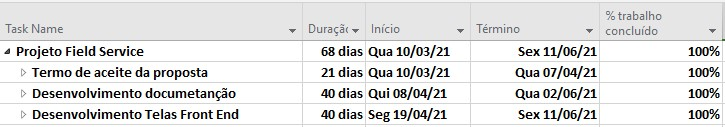 Task Name Duração Início Término % trabalho concluído
Projeto Field Service 68 dias Qua 10/03/21 Sex 11/06/21 100%
Termo de aceite da proposta 21 dias Qua 10/03/21 Qua 07/04/21 100%
Desenvolvimento documetanção 40 dias Qui 08/04/21 Qua 02/06/21 100%
Desenvolvimento Telas Front End 40 dias Seg 19/04/21 Sex 11/06/21 100%